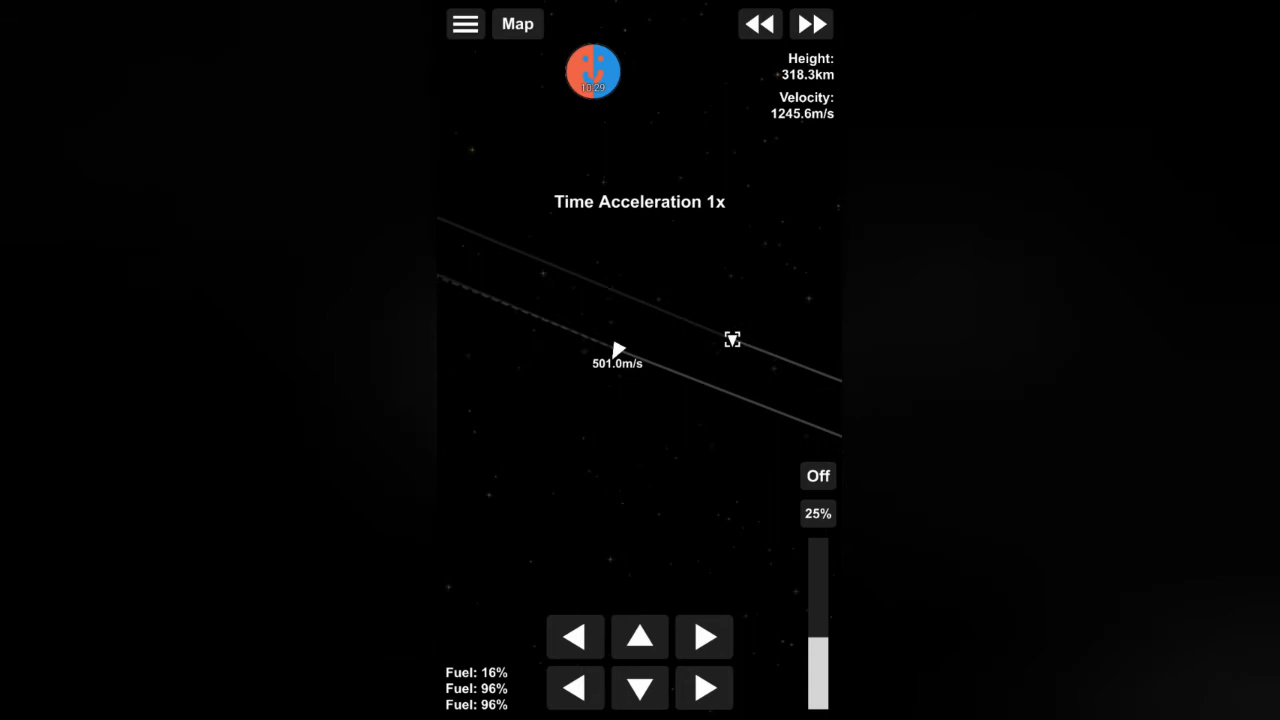 Map
10:29
Height:
318.3km
Velocity:
1245.6m/s
Time Acceleration 1x
501.0m/s
Off
25%
Fuel: 16%
Fuel: 96%
Fuel: 96%